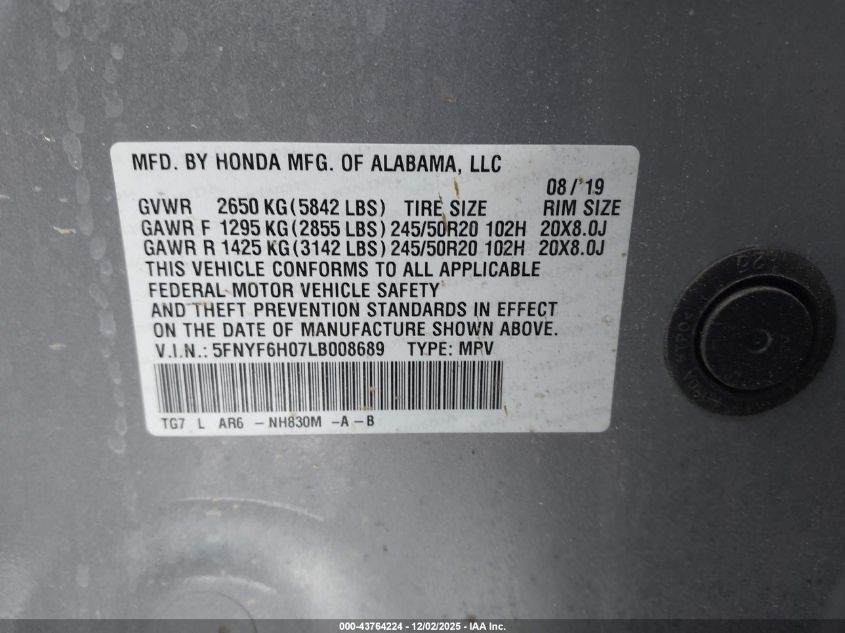 MFD. BY HONDA MFG. OF ALABAMA, LLC
08/'19
GVWR 2650 KG(5842 LBS) TIRE SIZE RIM SIZE
GAWR F 1295 KG(2855 LBS) 245/50R20 102H 20X8.0J
GAWR R 1425 KG(3142 LBS) 245/50R20 102H 20X8.0J
THIS VEHICLE CONFORMS TO ALL APPLICABLE
FEDERAL MOTOR VEHICLE SAFETY
AND THEFT PREVENTION STANDARDS IN EFFECT
ON THE DATE OF MANUFACTURE SHOWN ABOVE.
V.I.N.: 5FNYF6H07LB008689 TYPE: MPV
TG7 L AR6 -NH830M -A-B
000-43764224 | 12/02/2025 - IAA Inc.